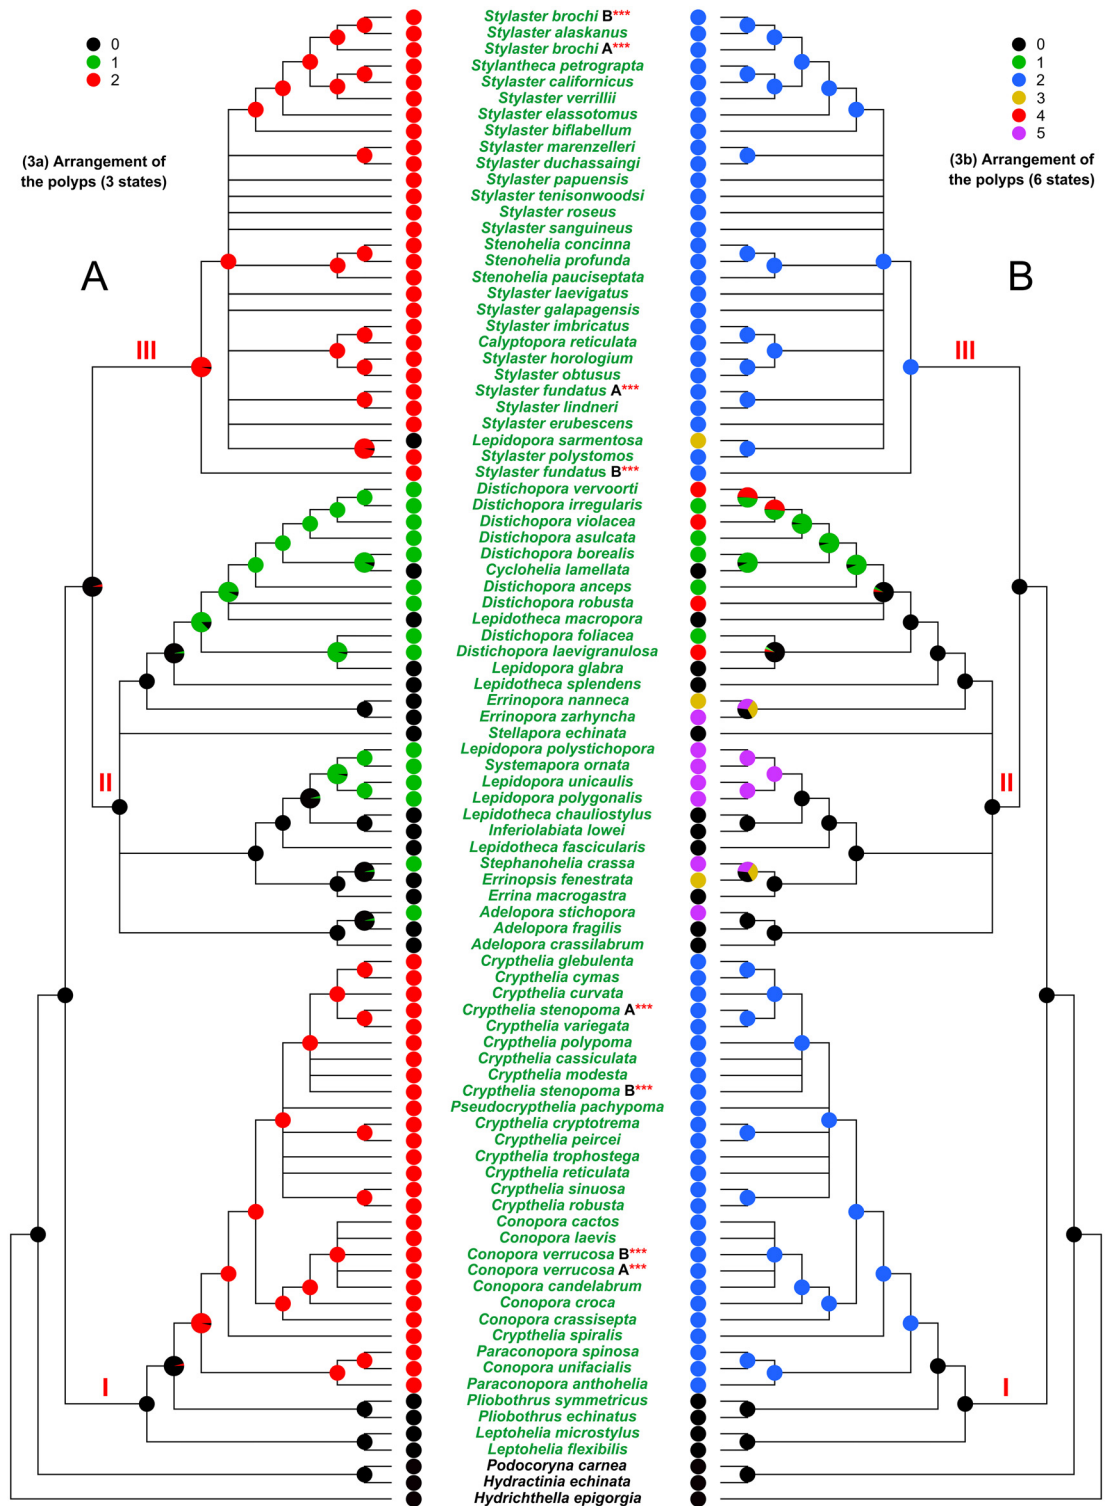 0
1
2
(3a) Arrangement of
the polyps (3 states)
A
0
1
2
3
4
5
(3b) Arrangement of
the polyps (6 states)
B
III
III
II
II
I
I
Stylaster brochi B***
Stylaster alaskanus
Stylaster brochi A***
Stylantheca petrograpta
Stylaster californicus
Stylaster verrillii
Stylaster elassotomus
Stylaster biflabellum
Stylaster marenzelleri
Stylaster duchassaingi
Stylaster papuensis
Stylaster tenisonwoodsi
Stylaster roseus
Stylaster sanguineus
Stenohelia concinna
Stenohelia profunda
Stenohelia pauciseptata
Stylaster laevigatus
Stylaster galapagensis
Stylaster imbricatus
Calyptopora reticulata
Stylaster horologium
Stylaster obtusus
Stylaster fundatus A***
Stylaster lindneri
Stylaster erubescens
Lepidopora sarmentosa
Stylaster polystomos
Stylaster fundatus B***
Distichopora vervoorti
Distichopora irregularis
Distichopora violacea
Distichopora asulcata
Distichopora borealis
Cyclohelia lamellata
Distichopora anceps
Distichopora robusta
Lepidotheca macropora
Distichopora foliacea
Distichopora laevigranulosa
Lepidopora glabra
Lepidotheca splendens
Errinopora nanneca
Errinopora zarhyncha
Stellapora echinata
Lepidopora polystichopora
Systemapora ornata
Lepidopora unicaulis
Lepidopora polygonalis
Lepidotheca chauliostylus
Inferiolabiata lowei
Lepidotheca fascicularis
Stephanohelia crassa
Errinopsis fenestrata
Errina macrogastra
Adelopora stichopora
Adelopora fragilis
Adelopora crassilabrum
Crypthelia glebulenta
Crypthelia cymas
Crypthelia curvata
Crypthelia stenopoma A***
Crypthelia variegata
Crypthelia polypoma
Crypthelia cassiculata
Crypthelia modesta
Crypthelia stenopoma B***
Pseudocrypthelia pachypoma
Crypthelia cryptotrema
Crypthelia peircei
Crypthelia trophostega
Crypthelia reticulata
Crypthelia sinuosa
Crypthelia robusta
Conopora cactos
Conopora laevis
Conopora verrucosa B***
Conopora verrucosa A***
Conopora candelabrum
Conopora croca
Conopora crassisepta
Crypthelia spiralis
Paraconopora spinosa
Conopora unifacialis
Paraconopora anthohelia
Pliobothrus symmetricus
Pliobothrus echinatus
Leptohelia microstylus
Leptohelia flexibilis
Podocoryna carnea
Hydractinia echinata
Hydrichthella epigorgia